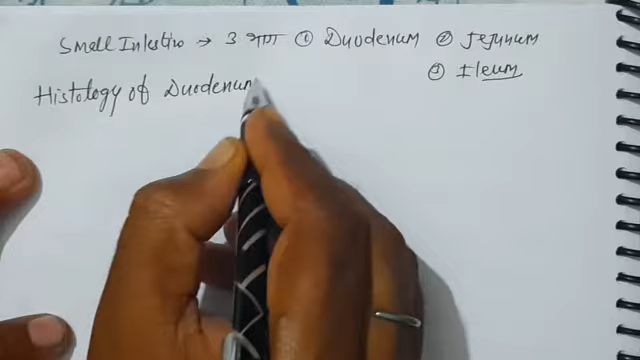 Small Intestine → 3 भाग ① Duodenum ② Jejunum
③ Ileum
Histology of Duodenum